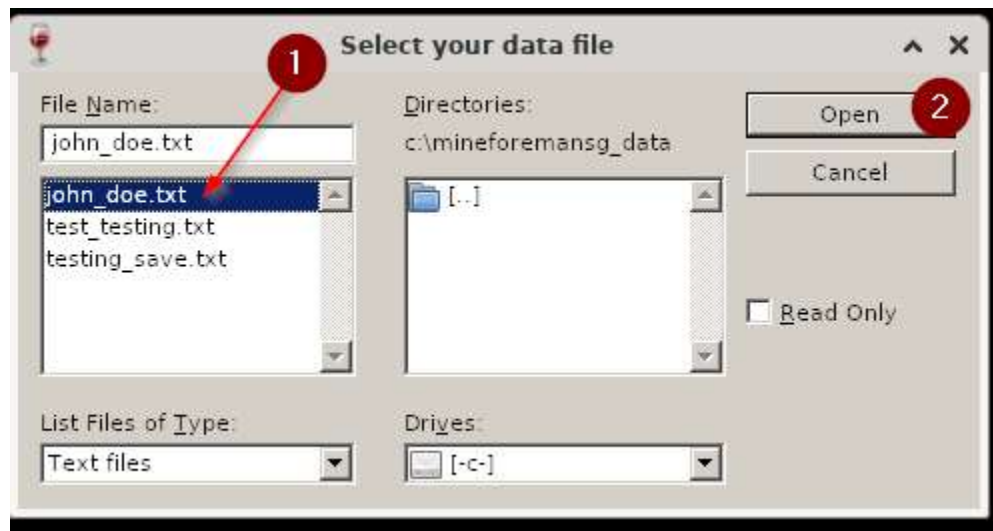 Select your data file
1
File Name:
john_doe.txt
john_doe.txt
test_testing.txt
testing_save.txt
List Files of Type:
Text files
Directories:
c:\mineforemansg_data
[..]
Drives:
[-c-]
Open
2
Cancel
Read Only